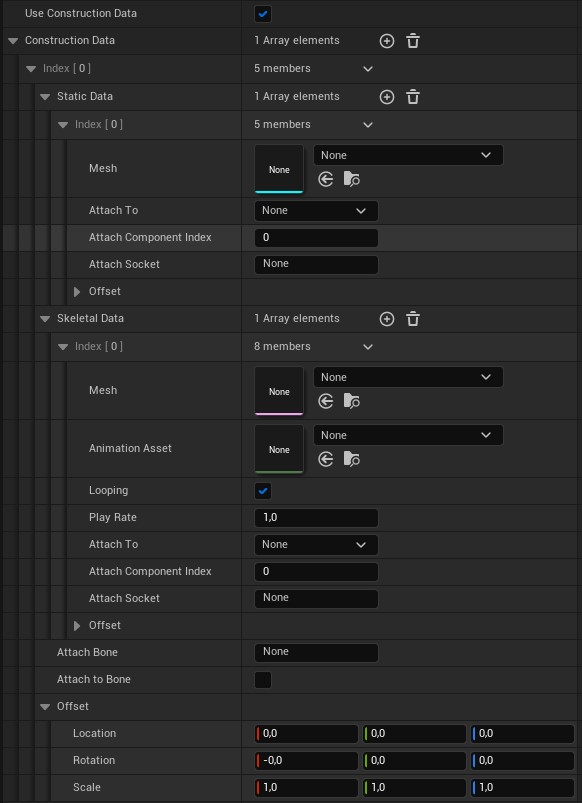 Use Construction Data
Construction Data 1 Array elements
Index [ 0 ] 5 members
Static Data 1 Array elements
Index [ 0 ] 5 members
Mesh None None
Attach To None
Attach Component Index 0
Attach Socket None
Offset
Skeletal Data 1 Array elements
Index [ 0 ] 8 members
Mesh None None
Animation Asset None None
Looping
Play Rate 1,0
Attach To None
Attach Component Index 0
Attach Socket None
Offset
Attach Bone None
Attach to Bone
Offset
Location 0,0 0,0 0,0
Rotation -0,0 0,0 0,0
Scale 1,0 1,0 1,0